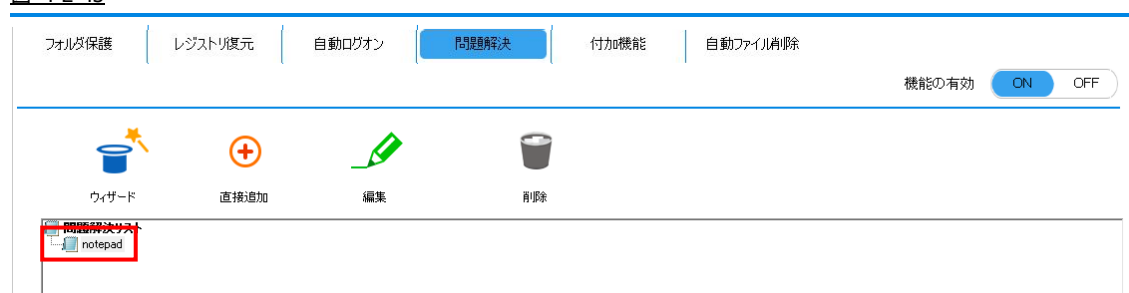 フォルダ保護
レジストリ復元
自動ログオン
問題解決
付加機能
自動ファイル削除
機能の有効
ON
OFF
ウィザード
直接追加
編集
削除
問題解決リスト
notepad